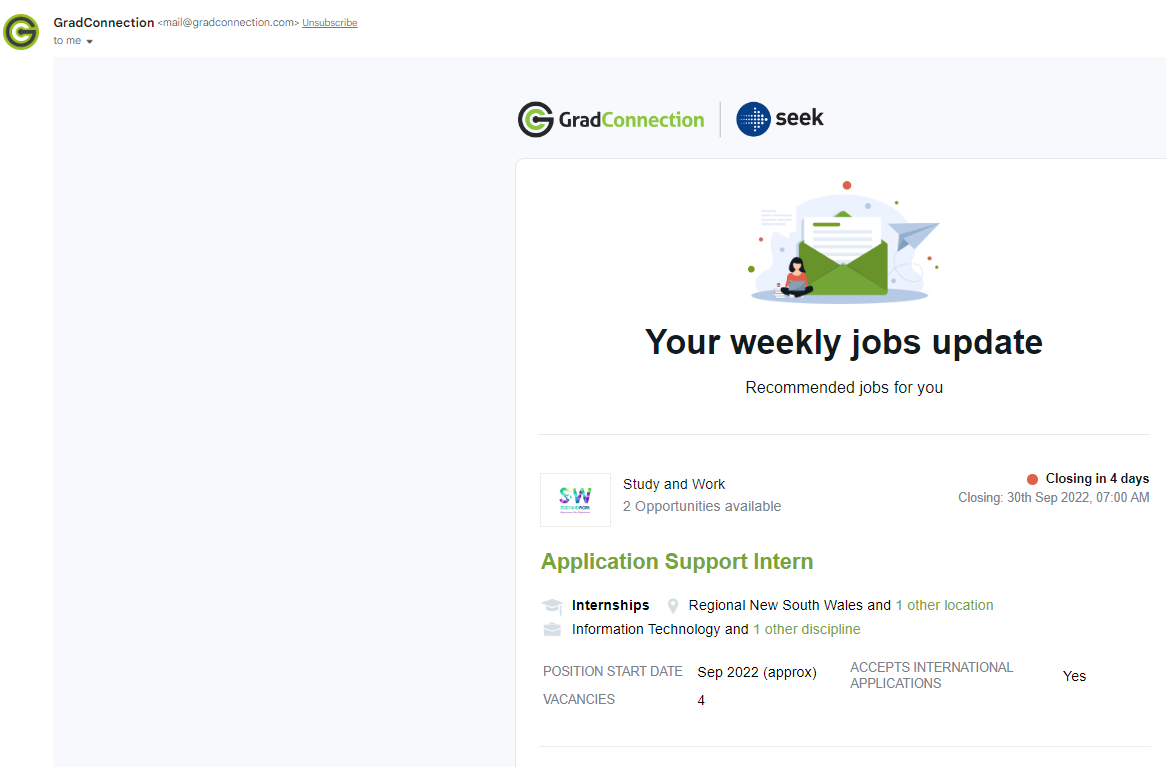 GradConnection <mail@gradconnection.com> Unsubscribe
to me
GradConnection
seek
Your weekly jobs update
Recommended jobs for you
Study and Work
2 Opportunities available
Closing in 4 days
Closing: 30th Sep 2022, 07:00 AM
S&W
STUDY AND WORK
Application Support Intern
Internships Regional New South Wales and 1 other location
Information Technology and 1 other discipline
POSITION START DATE Sep 2022 (approx)
ACCEPTS INTERNATIONAL
APPLICATIONS
Yes
VACANCIES 4